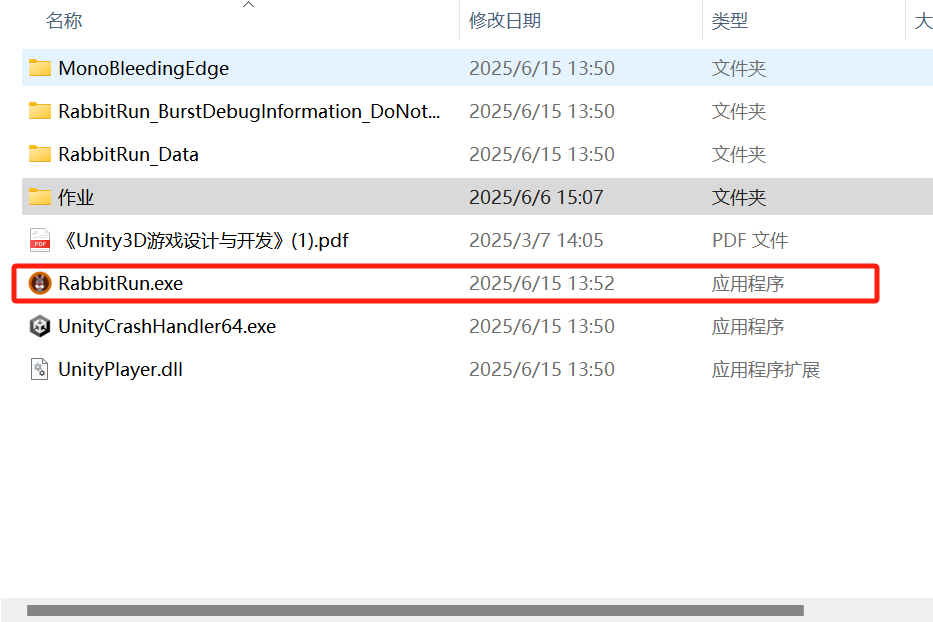 名称 修改日期 类型 大
MonoBleedingEdge 2025/6/15 13:50 文件夹
RabbitRun_BurstDebugInformation_DoNot... 2025/6/15 13:50 文件夹
RabbitRun_Data 2025/6/15 13:50 文件夹
作业 2025/6/6 15:07 文件夹
PDF 《Unity3D游戏设计与开发》(1).pdf 2025/3/7 14:05 PDF 文件
RabbitRun.exe 2025/6/15 13:52 应用程序
UnityCrashHandler64.exe 2025/6/15 13:50 应用程序
UnityPlayer.dll 2025/6/15 13:50 应用程序扩展